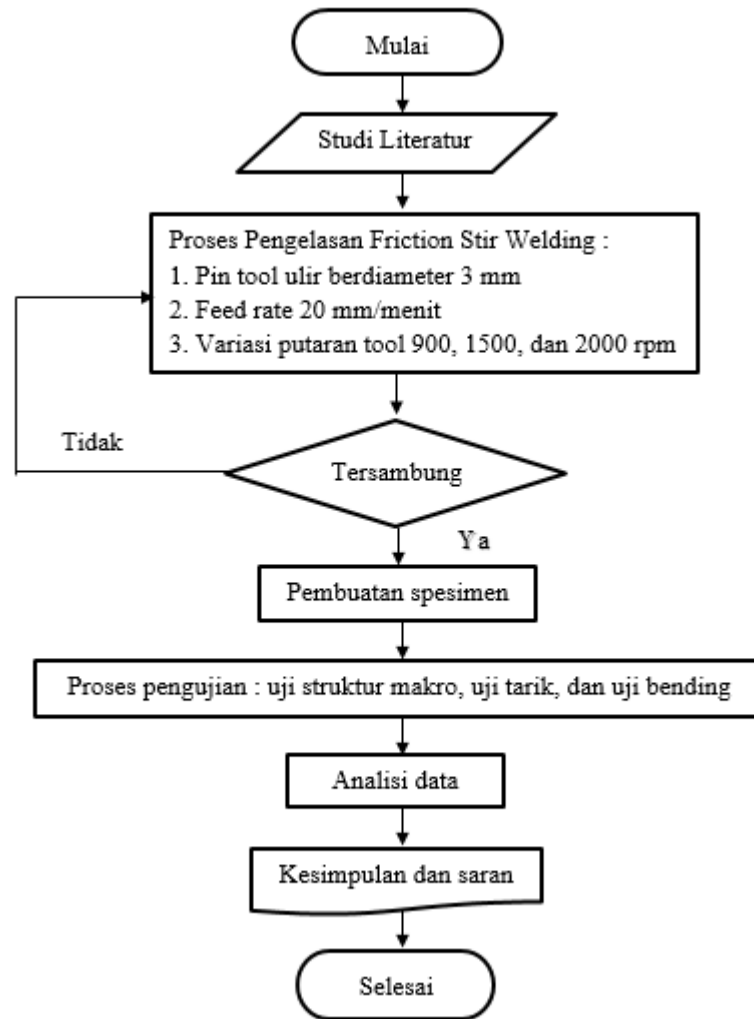 Mulai
Studi Literatur
Proses Pengelasan Friction Stir Welding :
1. Pin tool ulir berdiameter 3 mm
2. Feed rate 20 mm/menit
3. Variasi putaran tool 900, 1500, dan 2000 rpm
Tidak
Tersambung
Ya
Pembuatan spesimen
Proses pengujian : uji struktur makro, uji tarik, dan uji bending
Analisi data
Kesimpulan dan saran
Selesai